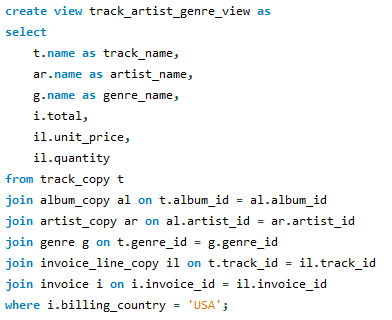 create view track_artist_genre_view as
select
    t.name as track_name,
    ar.name as artist_name,
    g.name as genre_name,
    i.total,
    il.unit_price,
    il.quantity
from track_copy t
join album_copy al on t.album_id = al.album_id
join artist_copy ar on al.artist_id = ar.artist_id
join genre g on t.genre_id = g.genre_id
join invoice_line_copy il on t.track_id = il.track_id
join invoice i on i.invoice_id = il.invoice_id
where i.billing_country = 'USA';